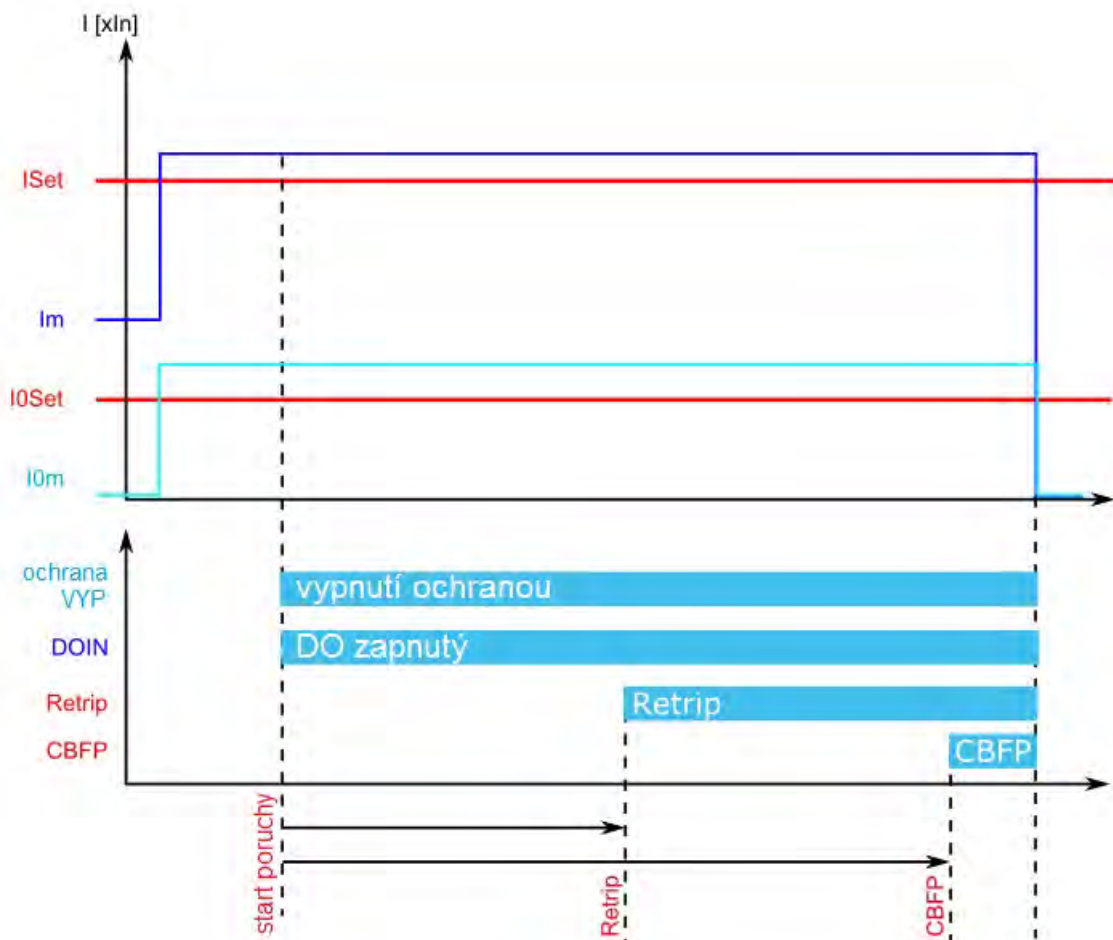 I [xIn]
ISet
Im
I0Set
I0m
ochrana
VYP
vypnutí ochranou
DOIN
DO zapnutý
Retrip
Retrip
CBFP
CBFP
start poruchy
Retrip
CBFP